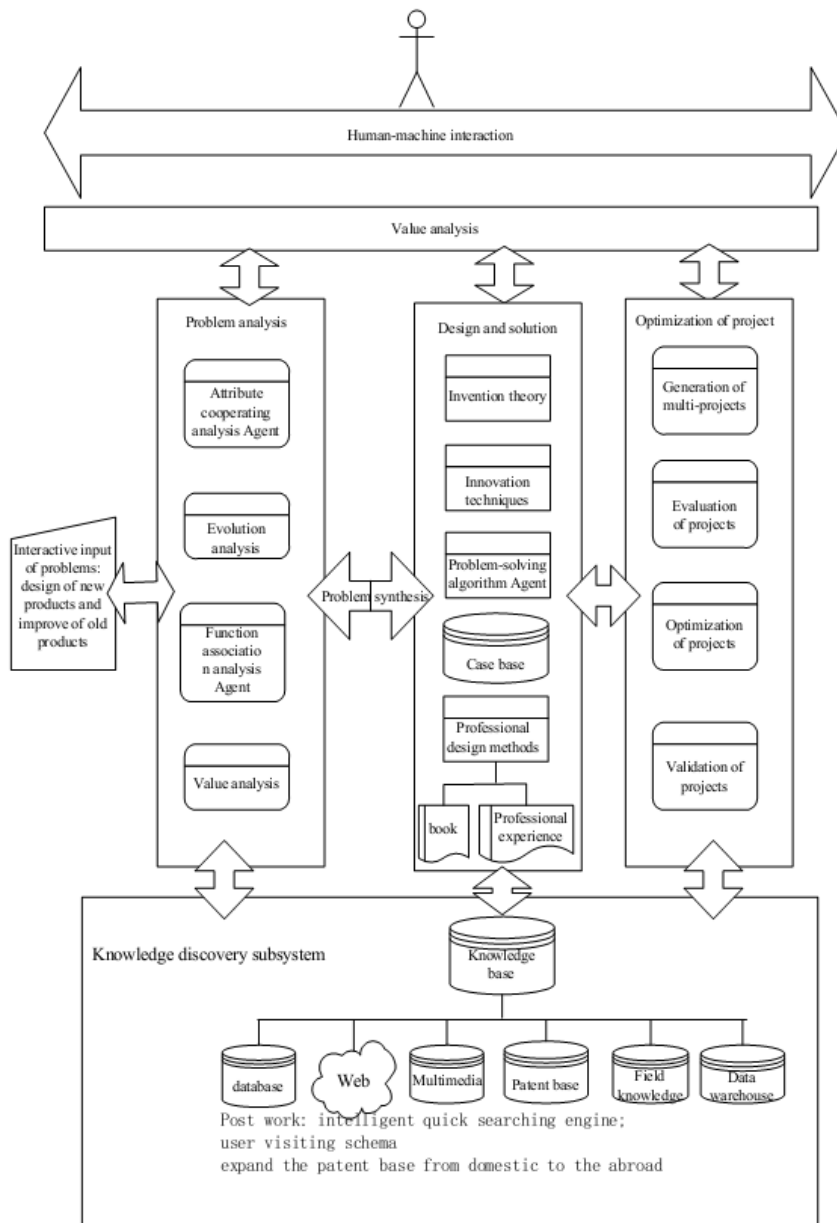 Human-machine interaction
Value analysis
Problem analysis
Attribute
cooperating
analysis Agent
Evolution
analysis
Function
associatio
n analysis
Agent
Value analysis
Interactive input
of problems:
design of new
products and
improve of old
products
Problem synthesis
Design and solution
Invention theory
Innovation
techniques
Problem-solving
algorithm Agent
Case base
Professional
design methods
book
Professional
experience
Optimization of project
Generation of
multi-projects
Evaluation
of projects
Optimization
of projects
Validation of
projects
Knowledge discovery subsystem
Knowledge
base
database
Web
Multimedia
Patent base
Field
knowledge
Data
warehouse
Post work: intelligent quick searching engine;
user visiting schema
expand the patent base from domestic to the abroad